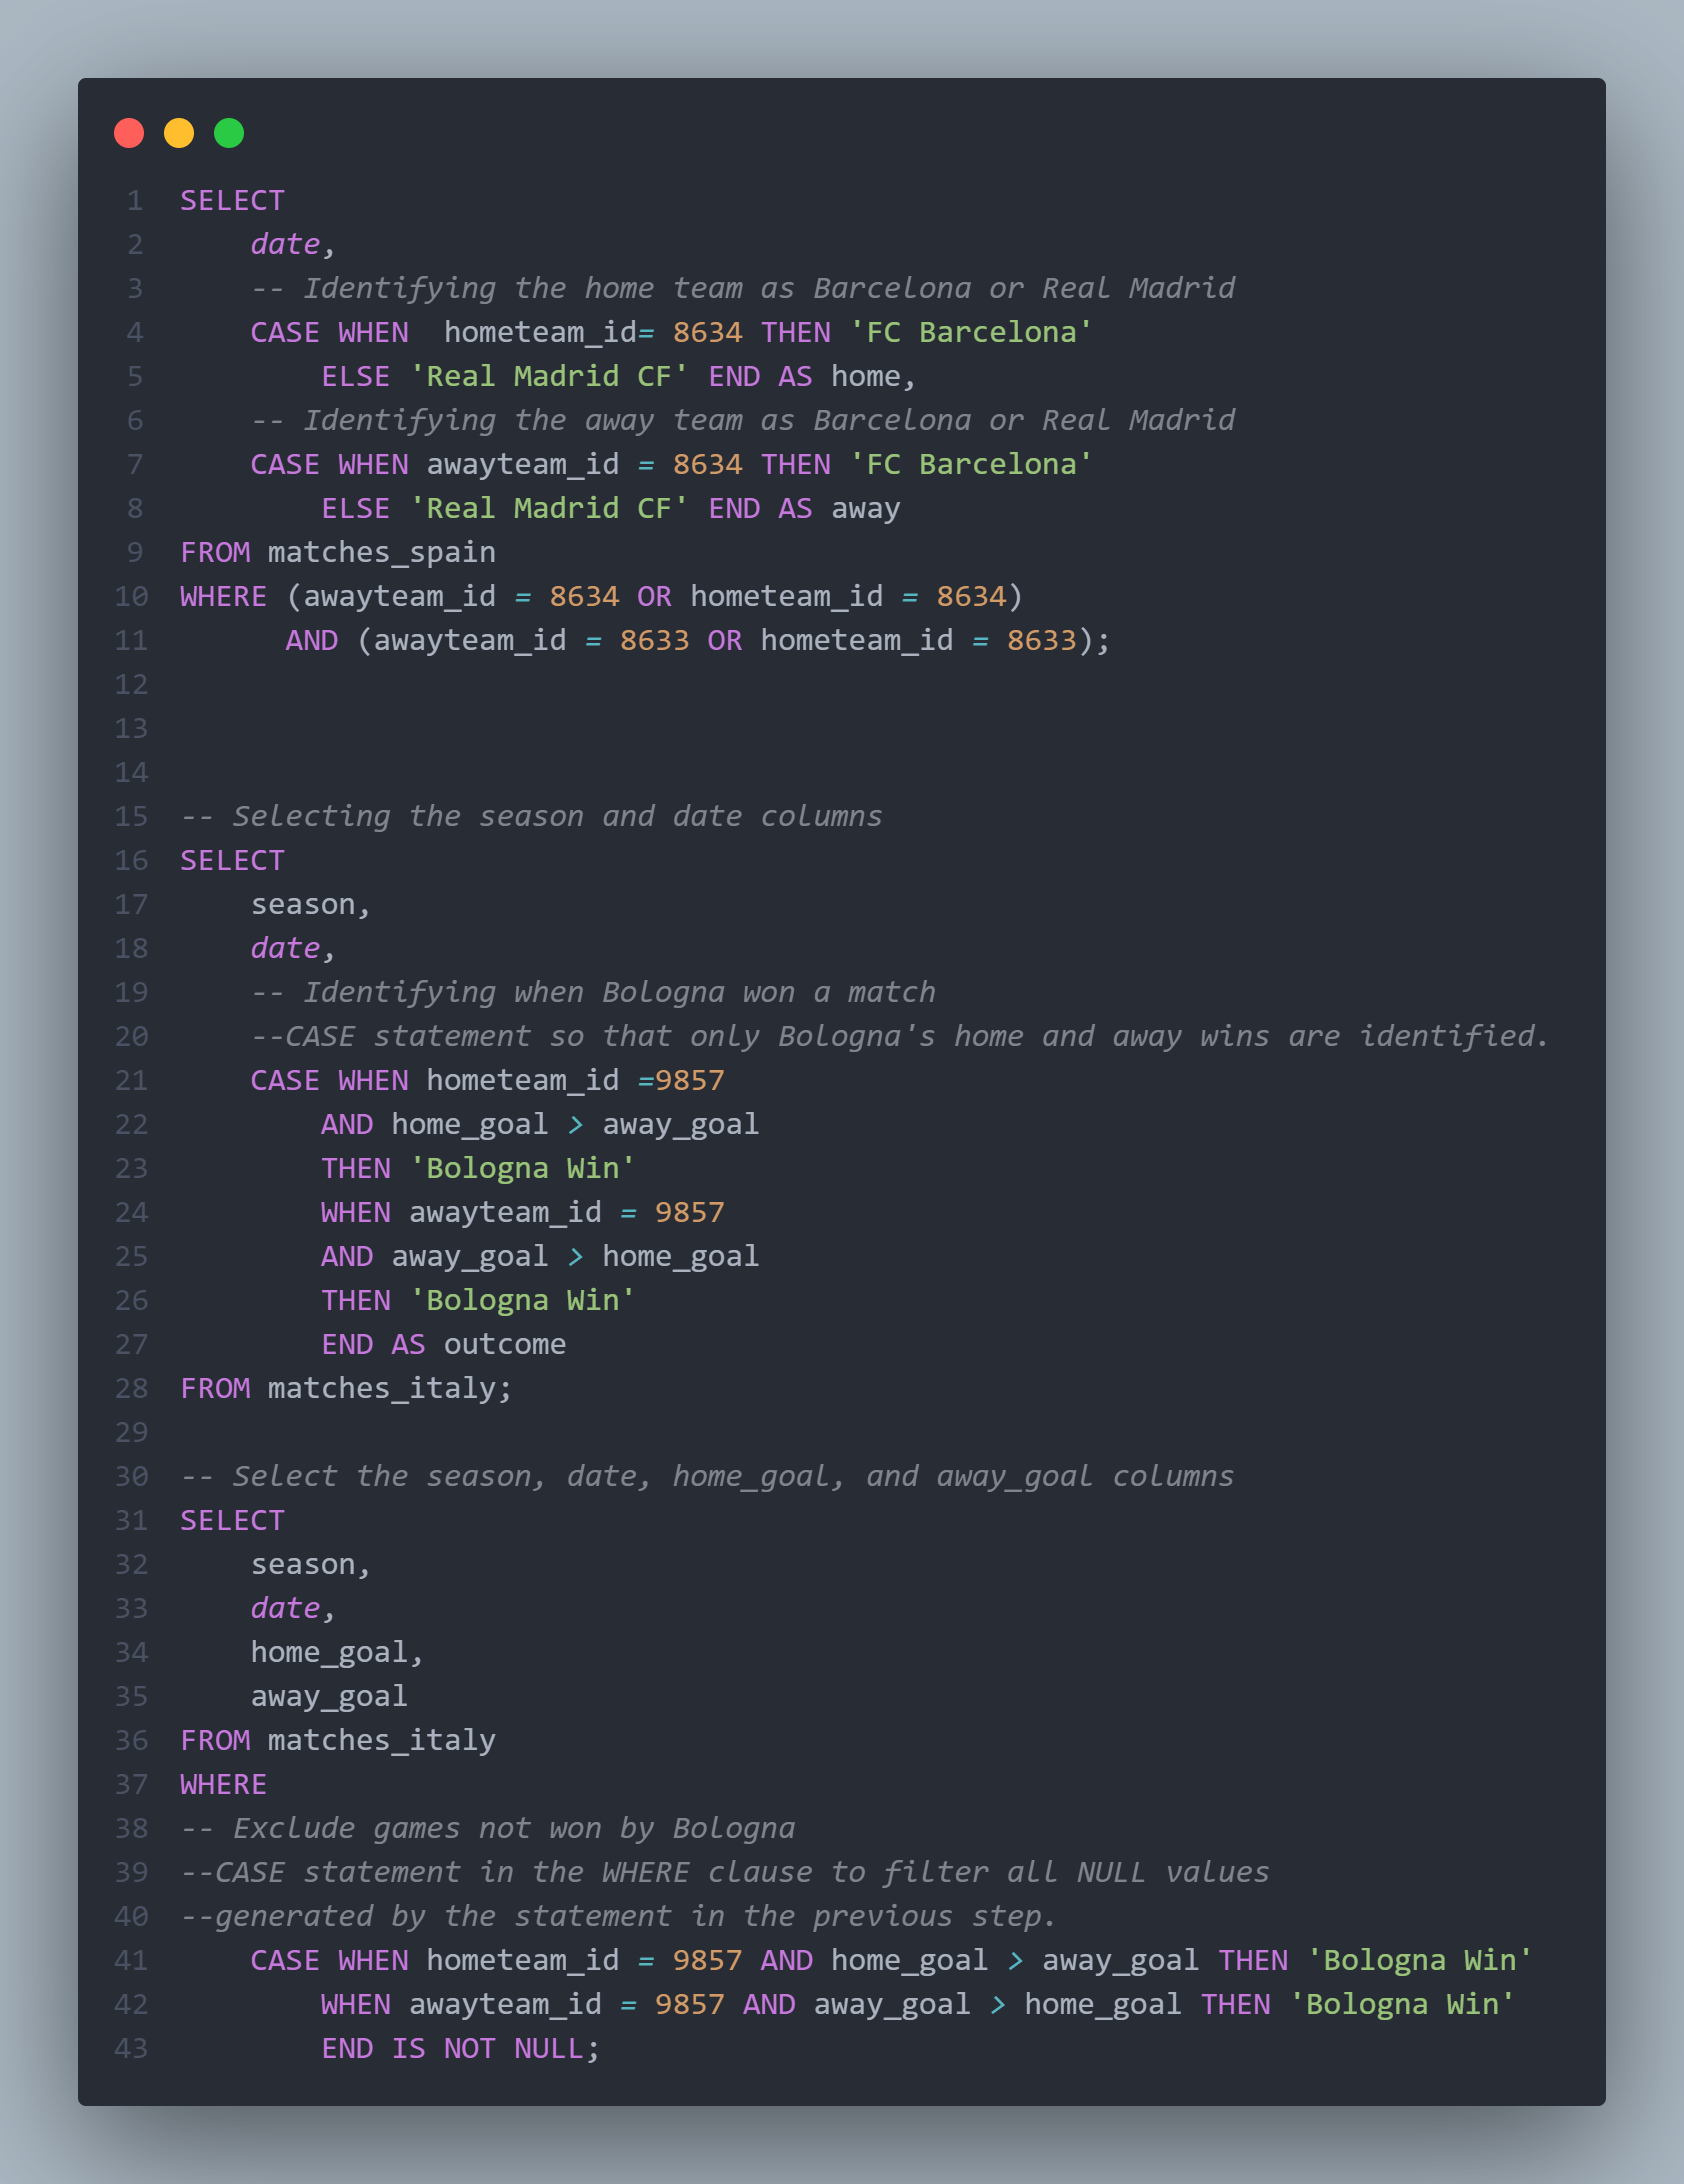 1 SELECT
2     date,
3     -- Identifying the home team as Barcelona or Real Madrid
4     CASE WHEN  hometeam_id= 8634 THEN 'FC Barcelona'
5         ELSE 'Real Madrid CF' END AS home,
6     -- Identifying the away team as Barcelona or Real Madrid
7     CASE WHEN awayteam_id = 8634 THEN 'FC Barcelona'
8         ELSE 'Real Madrid CF' END AS away
9 FROM matches_spain
10 WHERE (awayteam_id = 8634 OR hometeam_id = 8634)
11       AND (awayteam_id = 8633 OR hometeam_id = 8633);
12
13
14
15 -- Selecting the season and date columns
16 SELECT
17     season,
18     date,
19     -- Identifying when Bologna won a match
20     --CASE statement so that only Bologna's home and away wins are identified.
21     CASE WHEN hometeam_id =9857
22         AND home_goal > away_goal
23         THEN 'Bologna Win'
24         WHEN awayteam_id = 9857
25         AND away_goal > home_goal
26         THEN 'Bologna Win'
27         END AS outcome
28 FROM matches_italy;
29
30 -- Select the season, date, home_goal, and away_goal columns
31 SELECT
32     season,
33     date,
34     home_goal,
35     away_goal
36 FROM matches_italy
37 WHERE
38 -- Exclude games not won by Bologna
39 --CASE statement in the WHERE clause to filter all NULL values
40 --generated by the statement in the previous step.
41     CASE WHEN hometeam_id = 9857 AND home_goal > away_goal THEN 'Bologna Win'
42         WHEN awayteam_id = 9857 AND away_goal > home_goal THEN 'Bologna Win'
43         END IS NOT NULL;